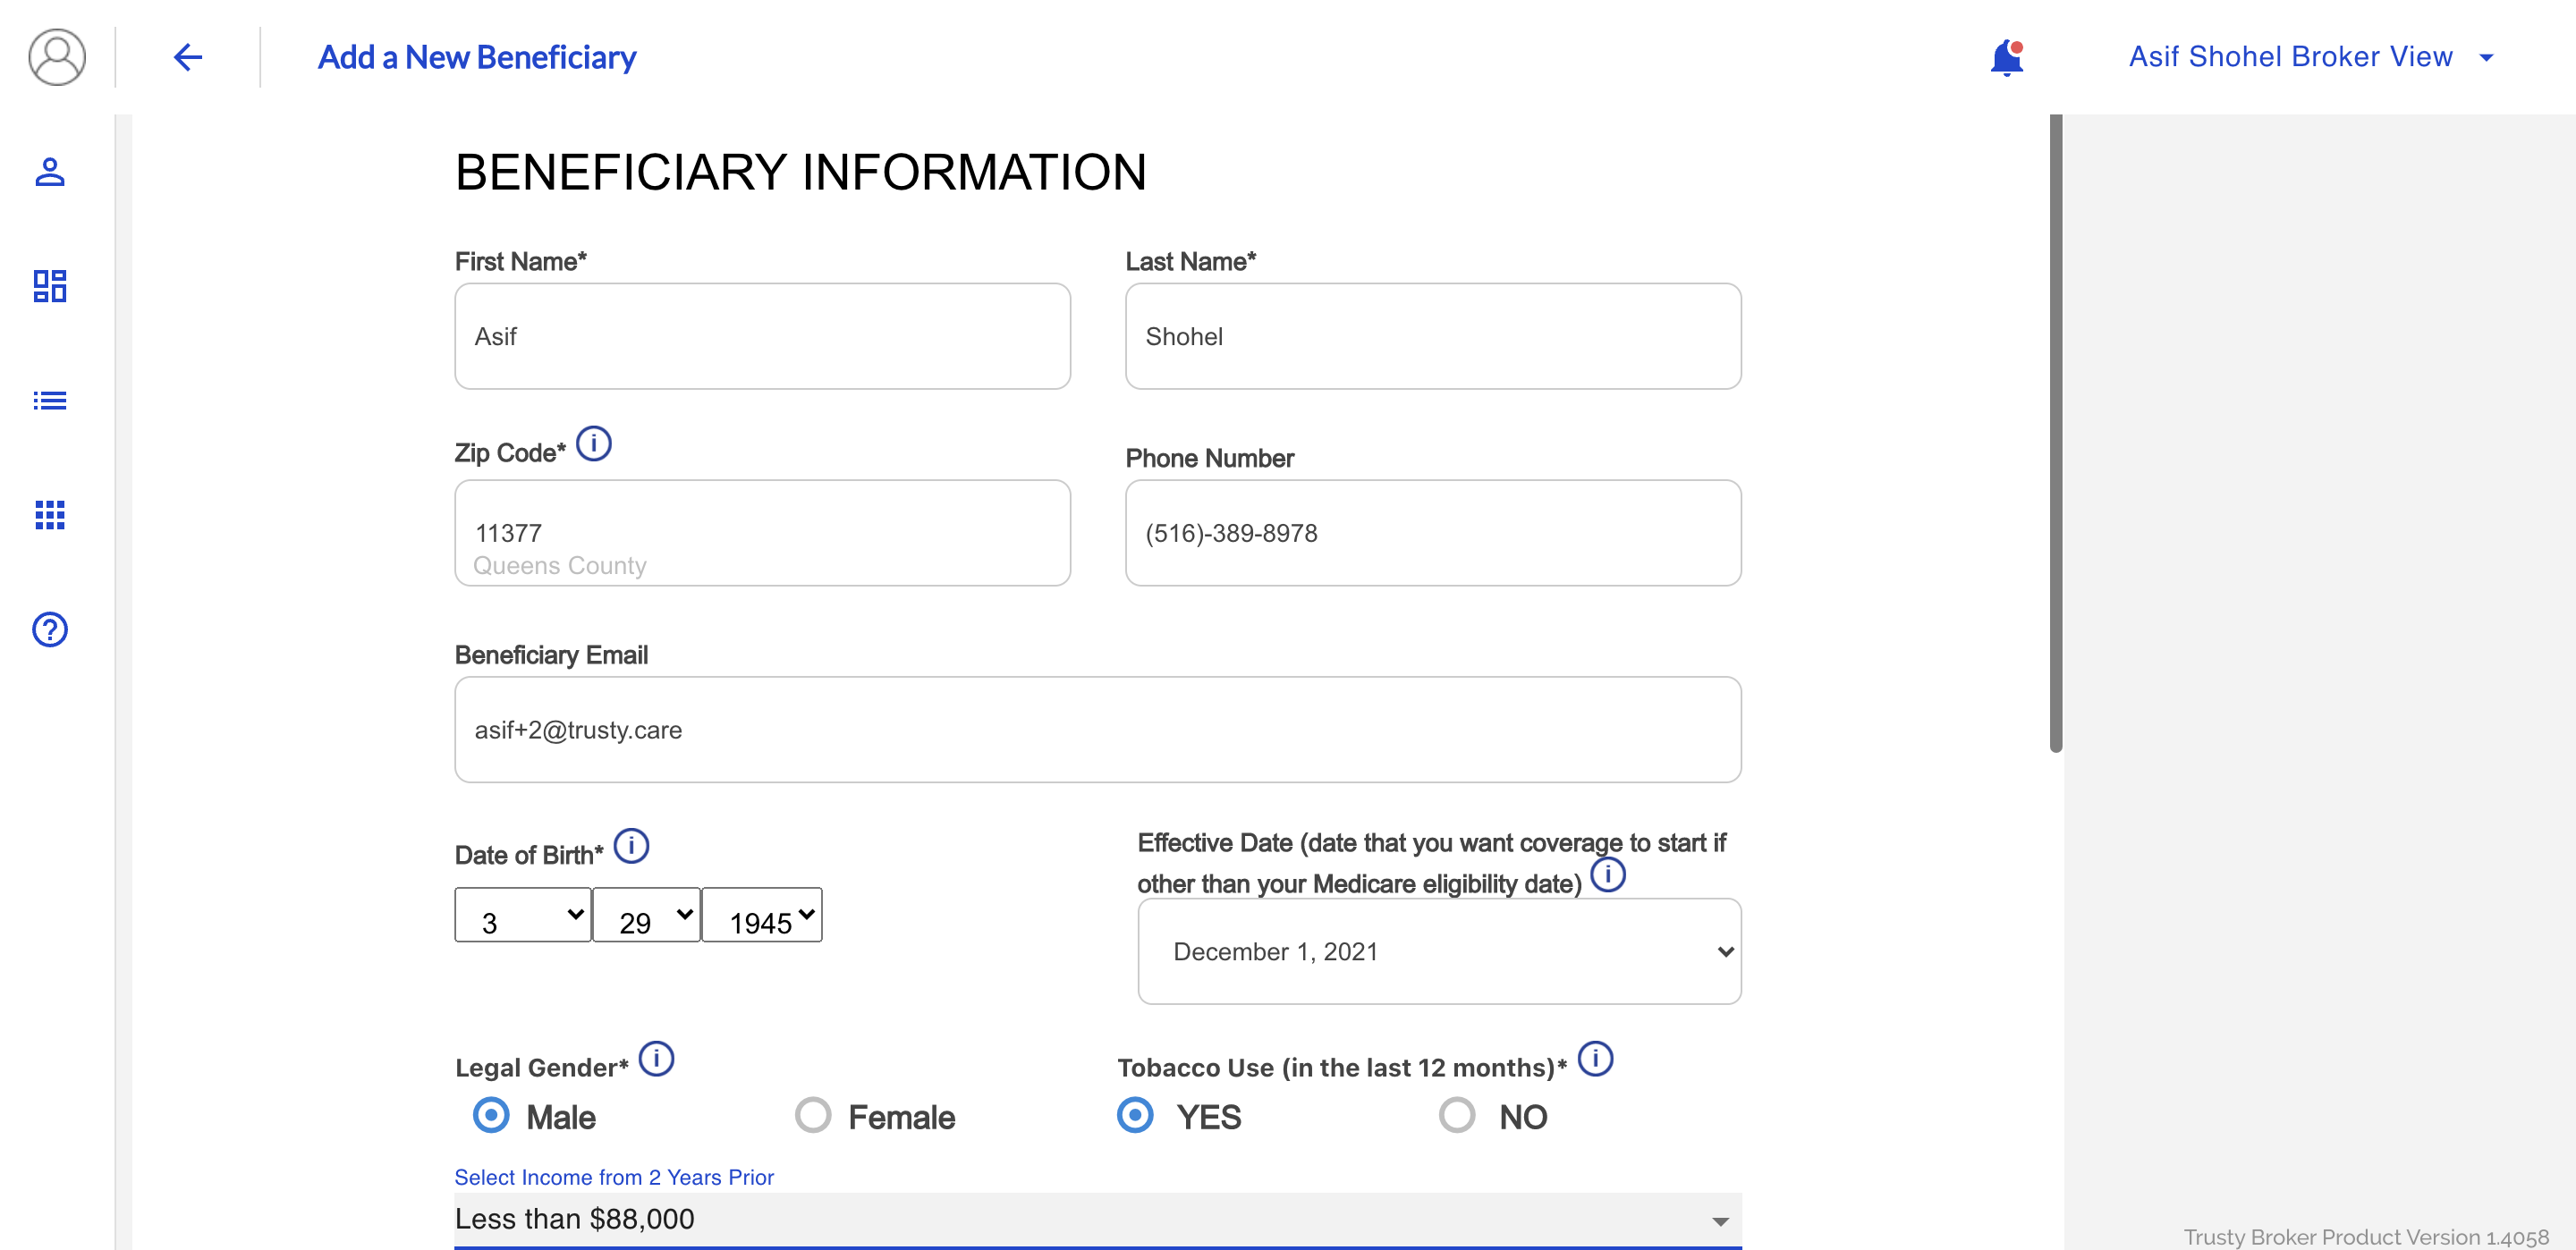 Add a New Beneficiary
Asif Shohel Broker View
BENEFICIARY INFORMATION
First Name*
Last Name*
Asif
Shohel
Zip Code*
Phone Number
11377
Queens County
(516)-389-8978
Beneficiary Email
asif+2@trusty.care
Date of Birth*
Effective Date (date that you want coverage to start if
other than your Medicare eligibility date)
3
29
1945
December 1, 2021
Legal Gender*
Tobacco Use (in the last 12 months)*
Male
Female
YES
NO
Select Income from 2 Years Prior
Less than $88,000
Trusty Broker Product Version 1.4058